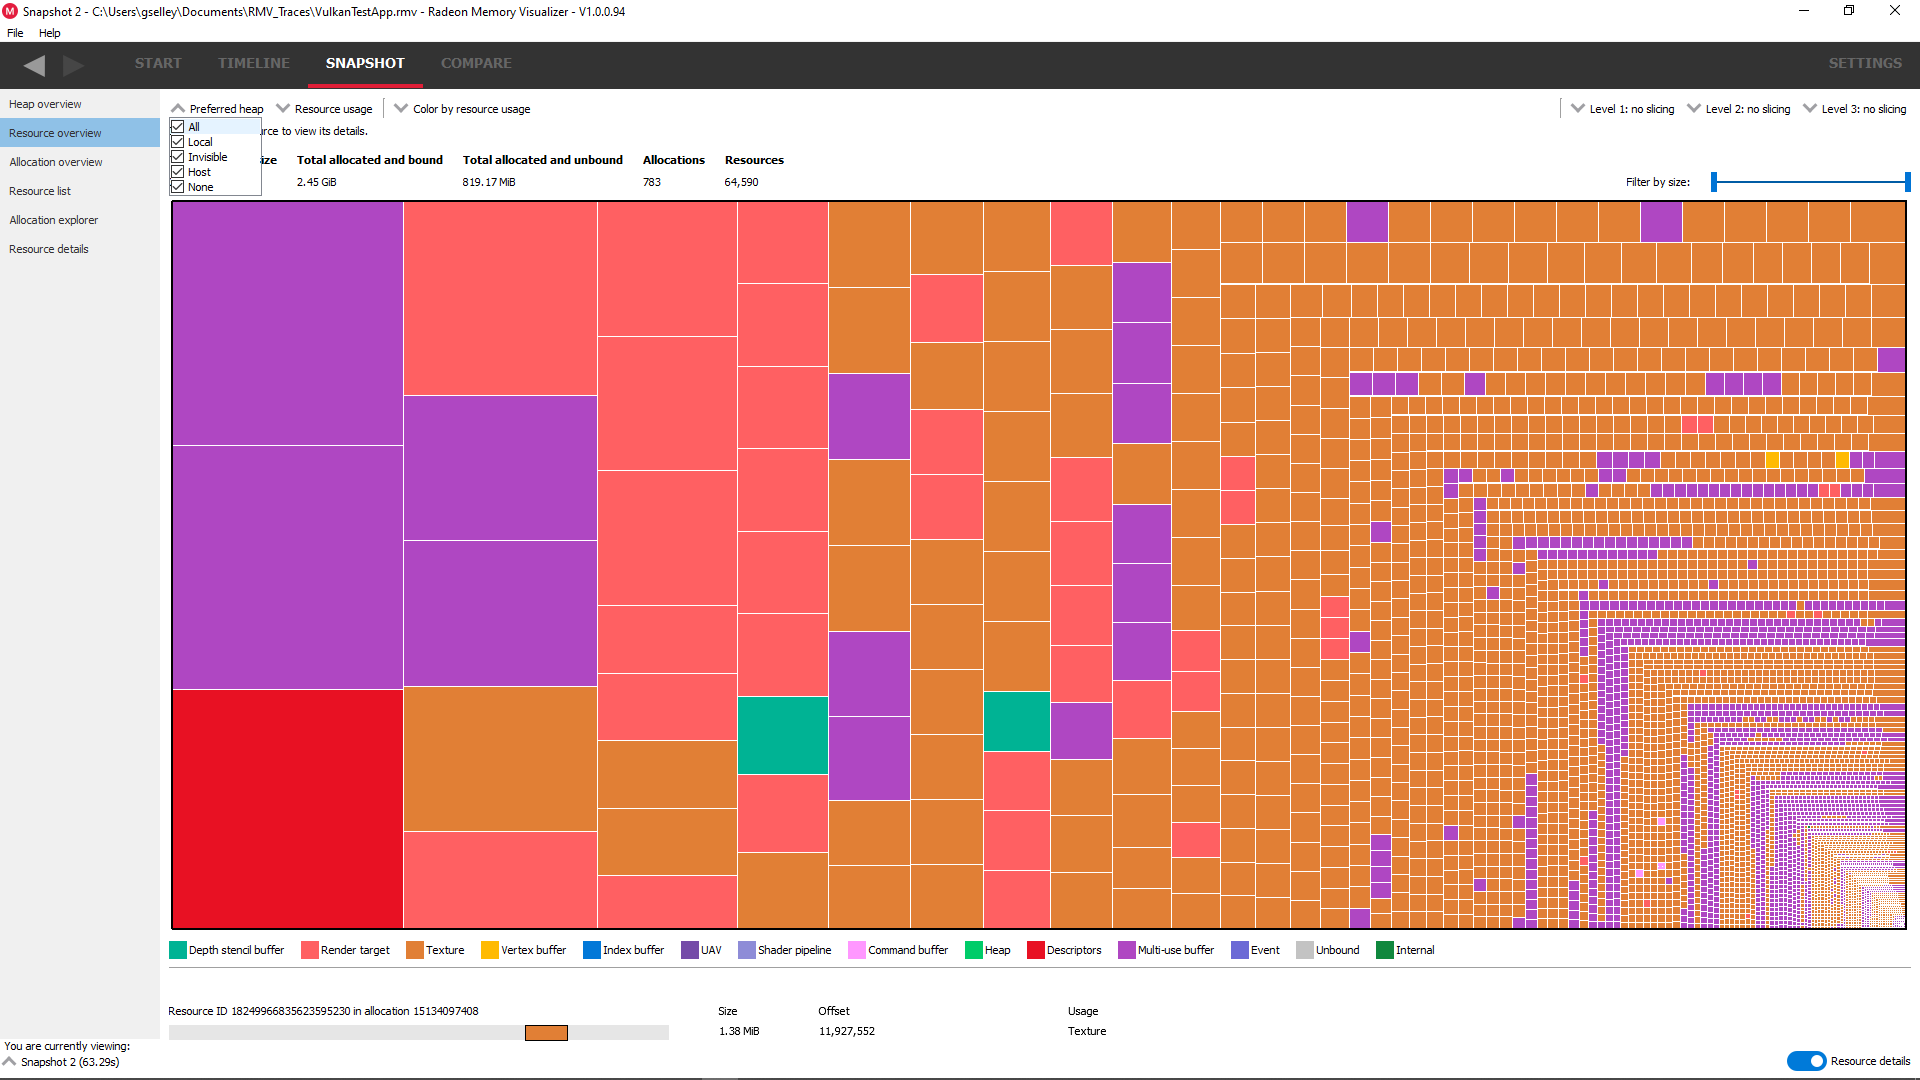 Snapshot 2 - C:\Users\gselley\Documents\RMV_Traces\VulkanTestApp.rmv - Radeon Memory Visualizer - V1.0.0.94
File Help
START TIMELINE SNAPSHOT COMPARE SETTINGS
Heap overview
Resource overview
Allocation overview
Resource list
Allocation explorer
Resource details
Preferred heap Resource usage Color by resource usage Level 1: no slicing Level 2: no slicing Level 3: no slicing
All
Local
Invisible
Host
None
to view its details.
Total allocated and bound Total allocated and unbound Allocations Resources
2.45 GiB 819.17 MiB 783 64,590
Filter by size:
Depth stencil buffer Render target Texture Vertex buffer Index buffer UAV Shader pipeline Command buffer Heap Descriptors Multi-use buffer Event Unbound Internal
Resource ID 18249966835623595230 in allocation 15134097408 Size Offset Usage
1.38 MiB 11,927,552 Texture
You are currently viewing:
Snapshot 2 (63.29s)
Resource details